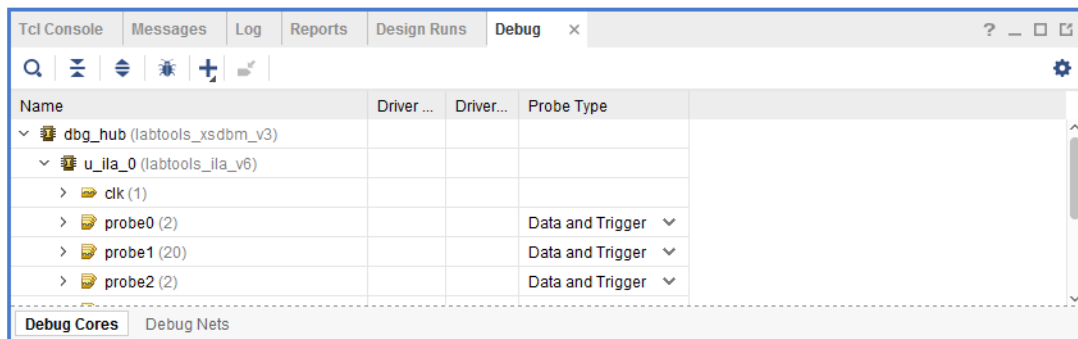 Tcl Console Messages Log Reports Design Runs Debug × ?
Name Driver ... Driver... Probe Type
dbg_hub (labtools_xsdbm_v3)
u_ila_0 (labtools_ila_v6)
clk (1)
probe0 (2) Data and Trigger
probe1 (20) Data and Trigger
probe2 (2) Data and Trigger
Debug Cores Debug Nets